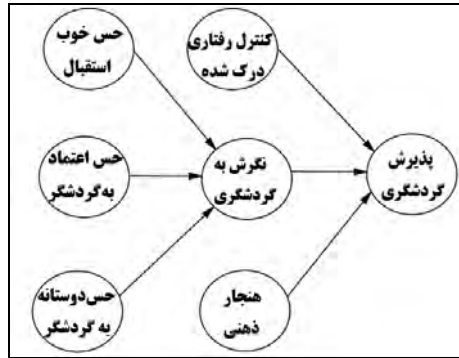 حس خوب
استقبال
کنترل رفتاری
درک شده
حس اعتماد
به گردشگر
نگرش به
گردشگری
پذیرش
گردشگری
حس دوستانه
به گردشگر
هنجار
ذهنی